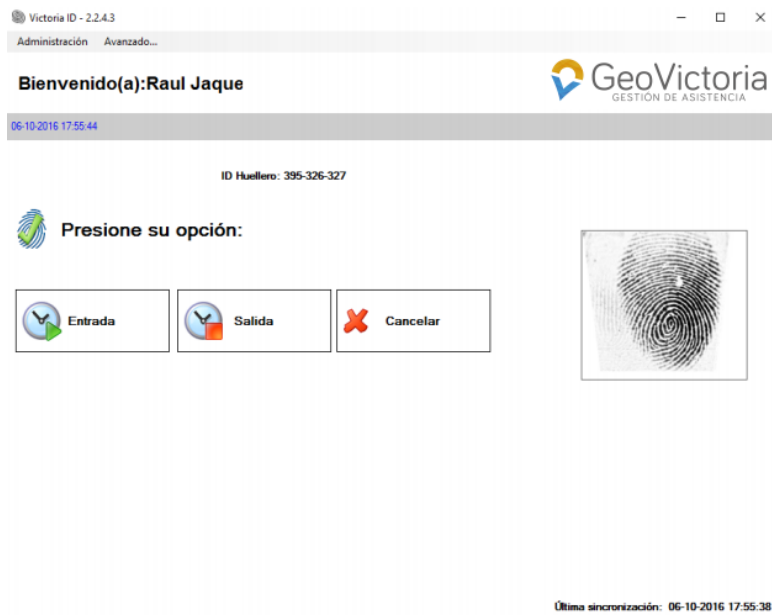 Victoria ID - 2.2.4.3
Administración Avanzado...
Bienvenido(a):Raul Jaque
GeoVictoria
GESTIÓN DE ASISTENCIA
06-10-2016 17:55:44
ID Huellero: 395-326-327
Presione su opción:
Entrada Salida Cancelar
Última sincronización: 06-10-2016 17:55:38